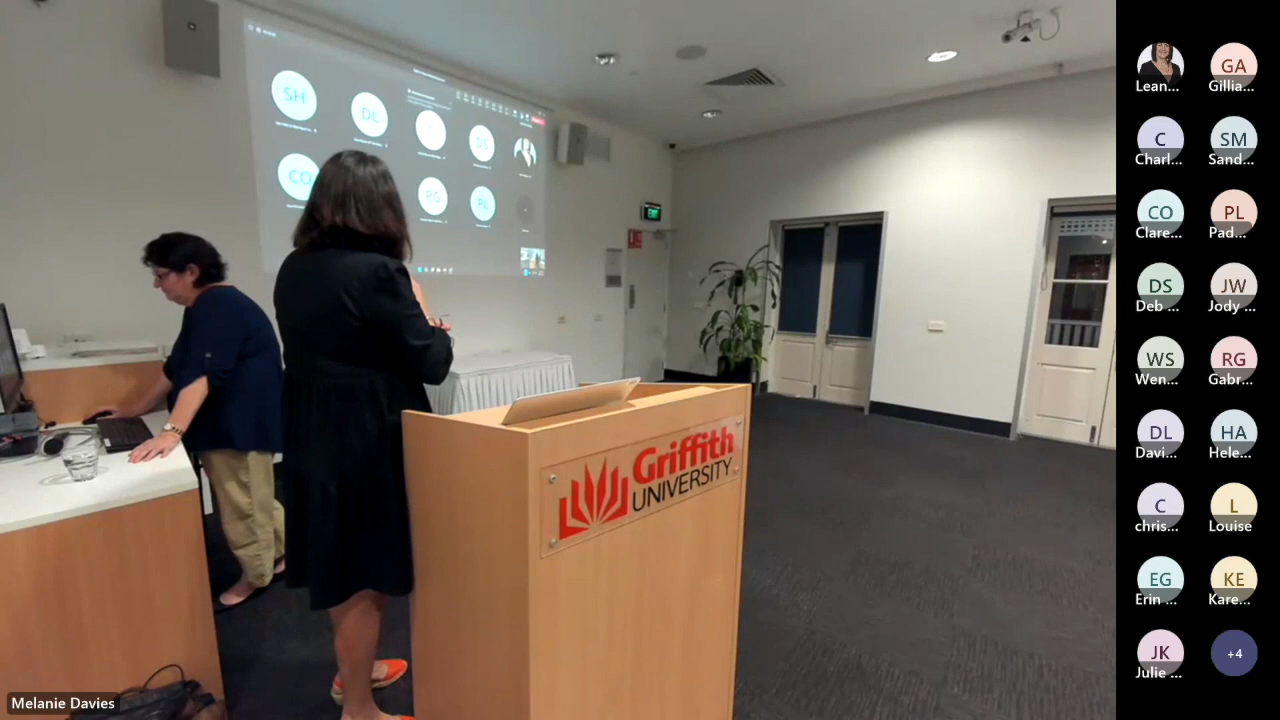 SH
DL
DS
CO
RG
PL
EXIT
Griffith
UNIVERSITY
Melanie Davies
Lean...
GA
Gillia...
C
Charl...
SM
Sand...
CO
Clare...
PL
Pad...
DS
Deb ...
JW
Jody ...
WS
Wen...
RG
Gabr...
DL
Davi...
HA
Hele...
C
chris...
L
Louise
EG
Erin ...
KE
Kare...
JK
Julie ...
+4